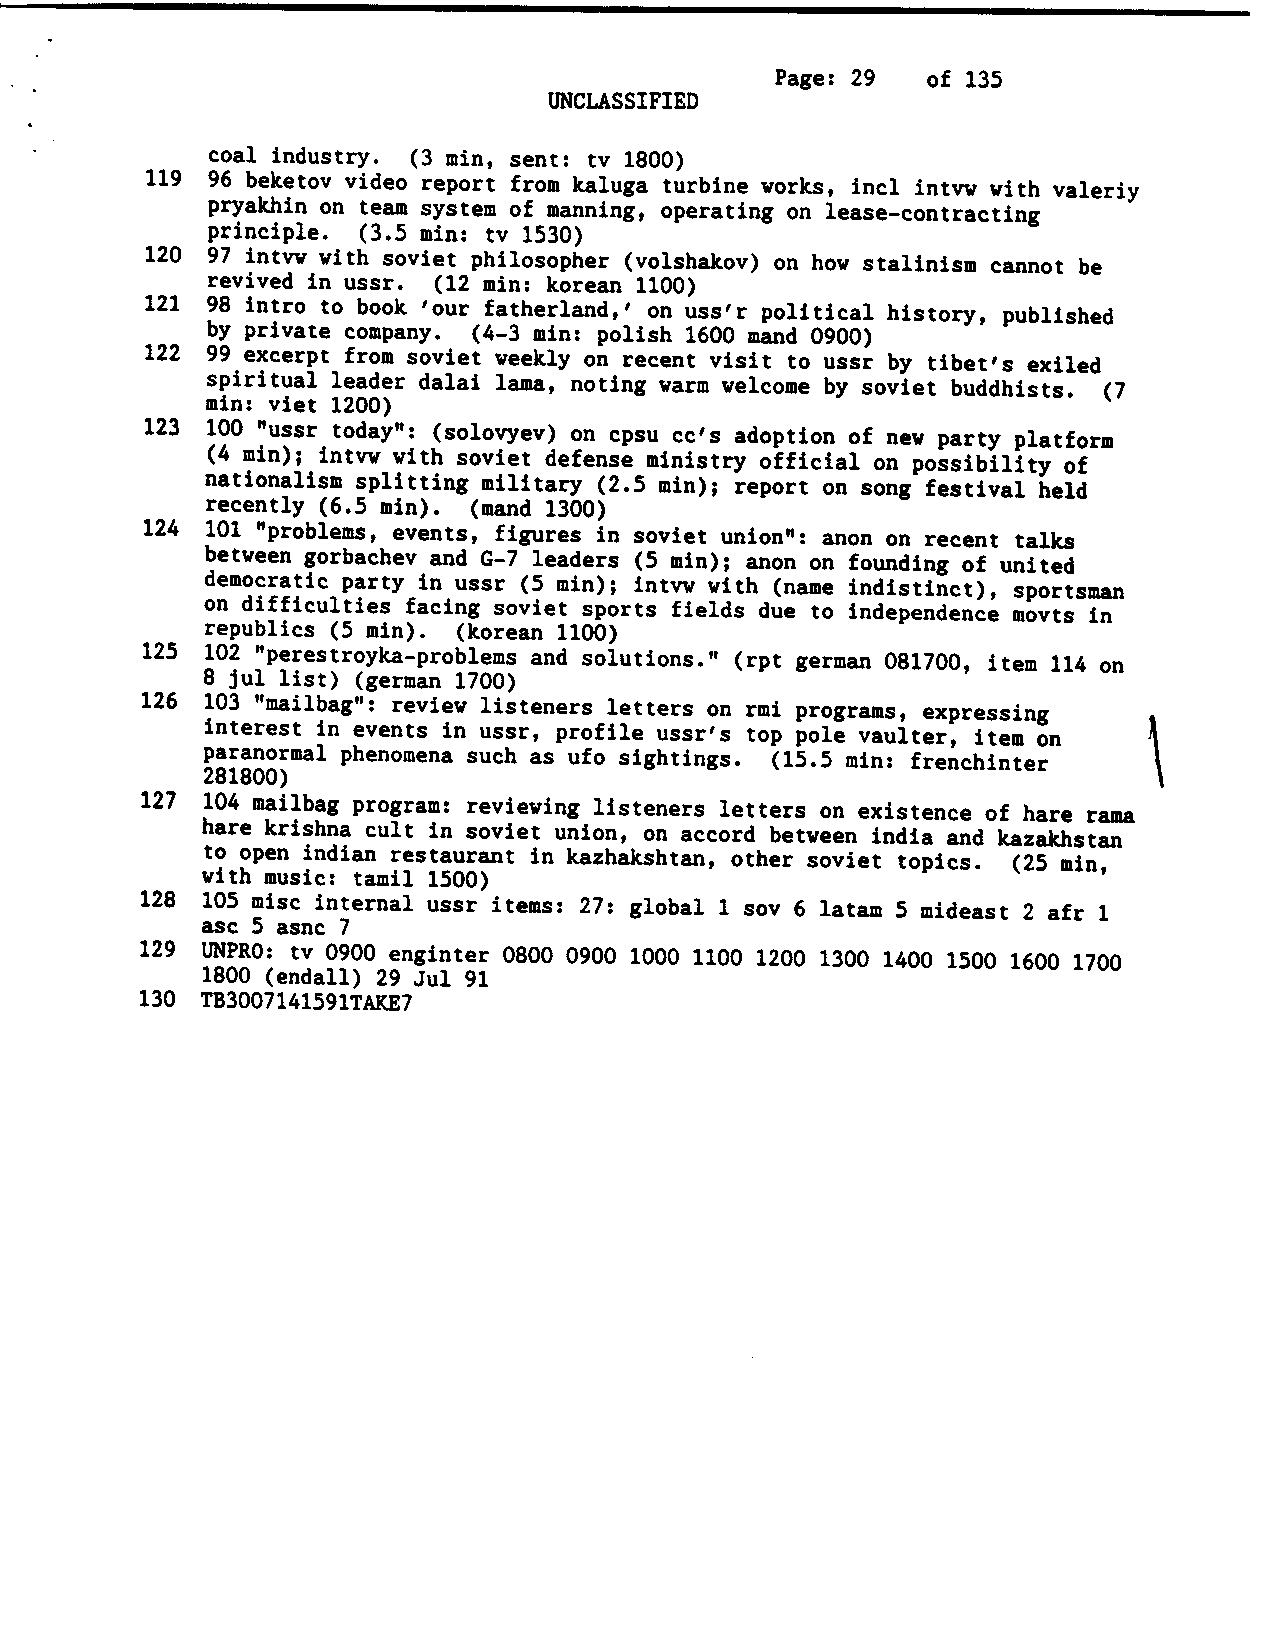 Page: 29 of 135
UNCLASSIFIED
coal industry. (3 min, sent: tv 1800)
119 96 beketov video report from kaluga turbine works, incl intvw with valeriy
pryakhin on team system of manning, operating on lease-contracting
principle. (3.5 min: tv 1530)
120 97 intvw with soviet philosopher (volshakov) on how stalinism cannot be
revived in ussr. (12 min: korean 1100)
121 98 intro to book 'our fatherland,' on uss'r political history, published
by private company. (4-3 min: polish 1600 mand 0900)
122 99 excerpt from soviet weekly on recent visit to ussr by tibet's exiled
spiritual leader dalai lama, noting warm welcome by soviet buddhists. (7
min: viet 1200)
123 100 "ussr today": (solovyev) on cpsu cc's adoption of new party platform
(4 min); intvw with soviet defense ministry official on possibility of
nationalism splitting military (2.5 min); report on song festival held
recently (6.5 min). (mand 1300)
124 101 "problems, events, figures in soviet union": anon on recent talks
between gorbachev and G-7 leaders (5 min); anon on founding of united
democratic party in ussr (5 min); intvw with (name indistinct), sportsman
on difficulties facing soviet sports fields due to independence movts in
republics (5 min). (korean 1100)
125 102 "perestroyka-problems and solutions." (rpt german 081700, item 114 on
8 jul list) (german 1700)
126 103 "mailbag": review listeners letters on rmi programs, expressing
interest in events in ussr, profile ussr's top pole vaulter, item on
paranormal phenomena such as ufo sightings. (15.5 min: frenchinter
281800)
127 104 mailbag program: reviewing listeners letters on existence of hare rama
hare krishna cult in soviet union, on accord between india and kazakhstan
to open indian restaurant in kazhakshtan, other soviet topics. (25 min,
with music: tamil 1500)
128 105 misc internal ussr items: 27: global 1 sov 6 latam 5 mideast 2 afr 1
asc 5 asnc 7
129 UNPRO: tv 0900 enginter 0800 0900 1000 1100 1200 1300 1400 1500 1600 1700
1800 (endall) 29 Jul 91
130 TB3007141591TAKE7